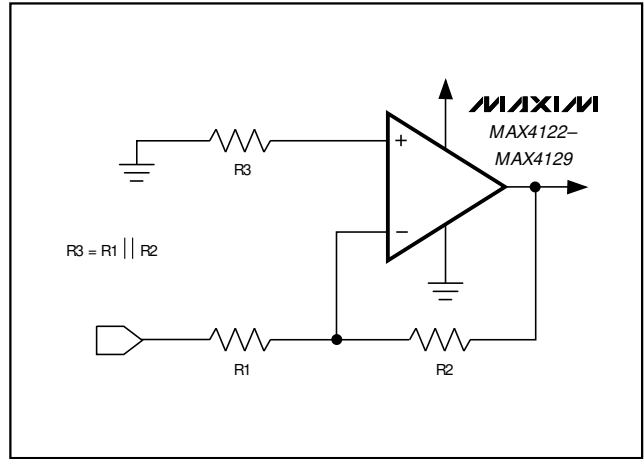 MAXIM
MAX4122–
MAX4129
R3
+
−
R3 = R1 || R2
R1
R2